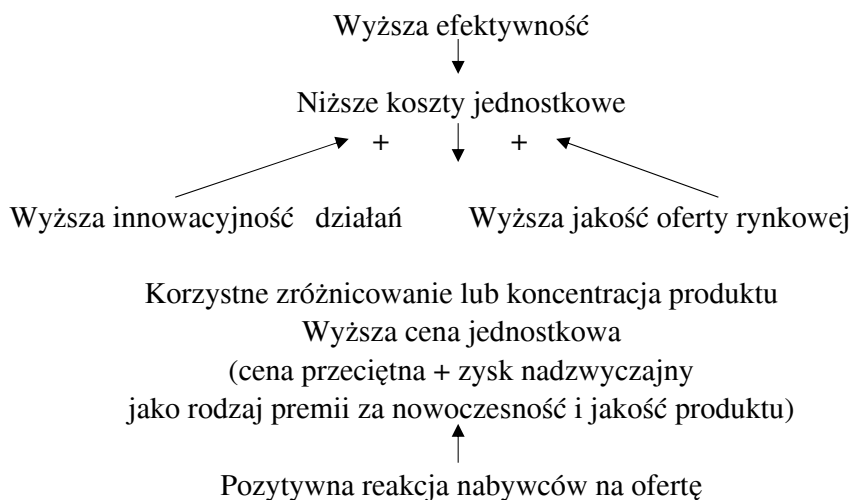 Wyższa efektywność
Niższe koszty jednostkowe
+ +
Wyższa innowacyjność działań Wyższa jakość oferty rynkowej
Korzystne zróżnicowanie lub koncentracja produktu
Wyższa cena jednostkowa
(cena przeciętna + zysk nadzwyczajny
jako rodzaj premii za nowoczesność i jakość produktu)
Pozytywna reakcja nabywców na ofertę